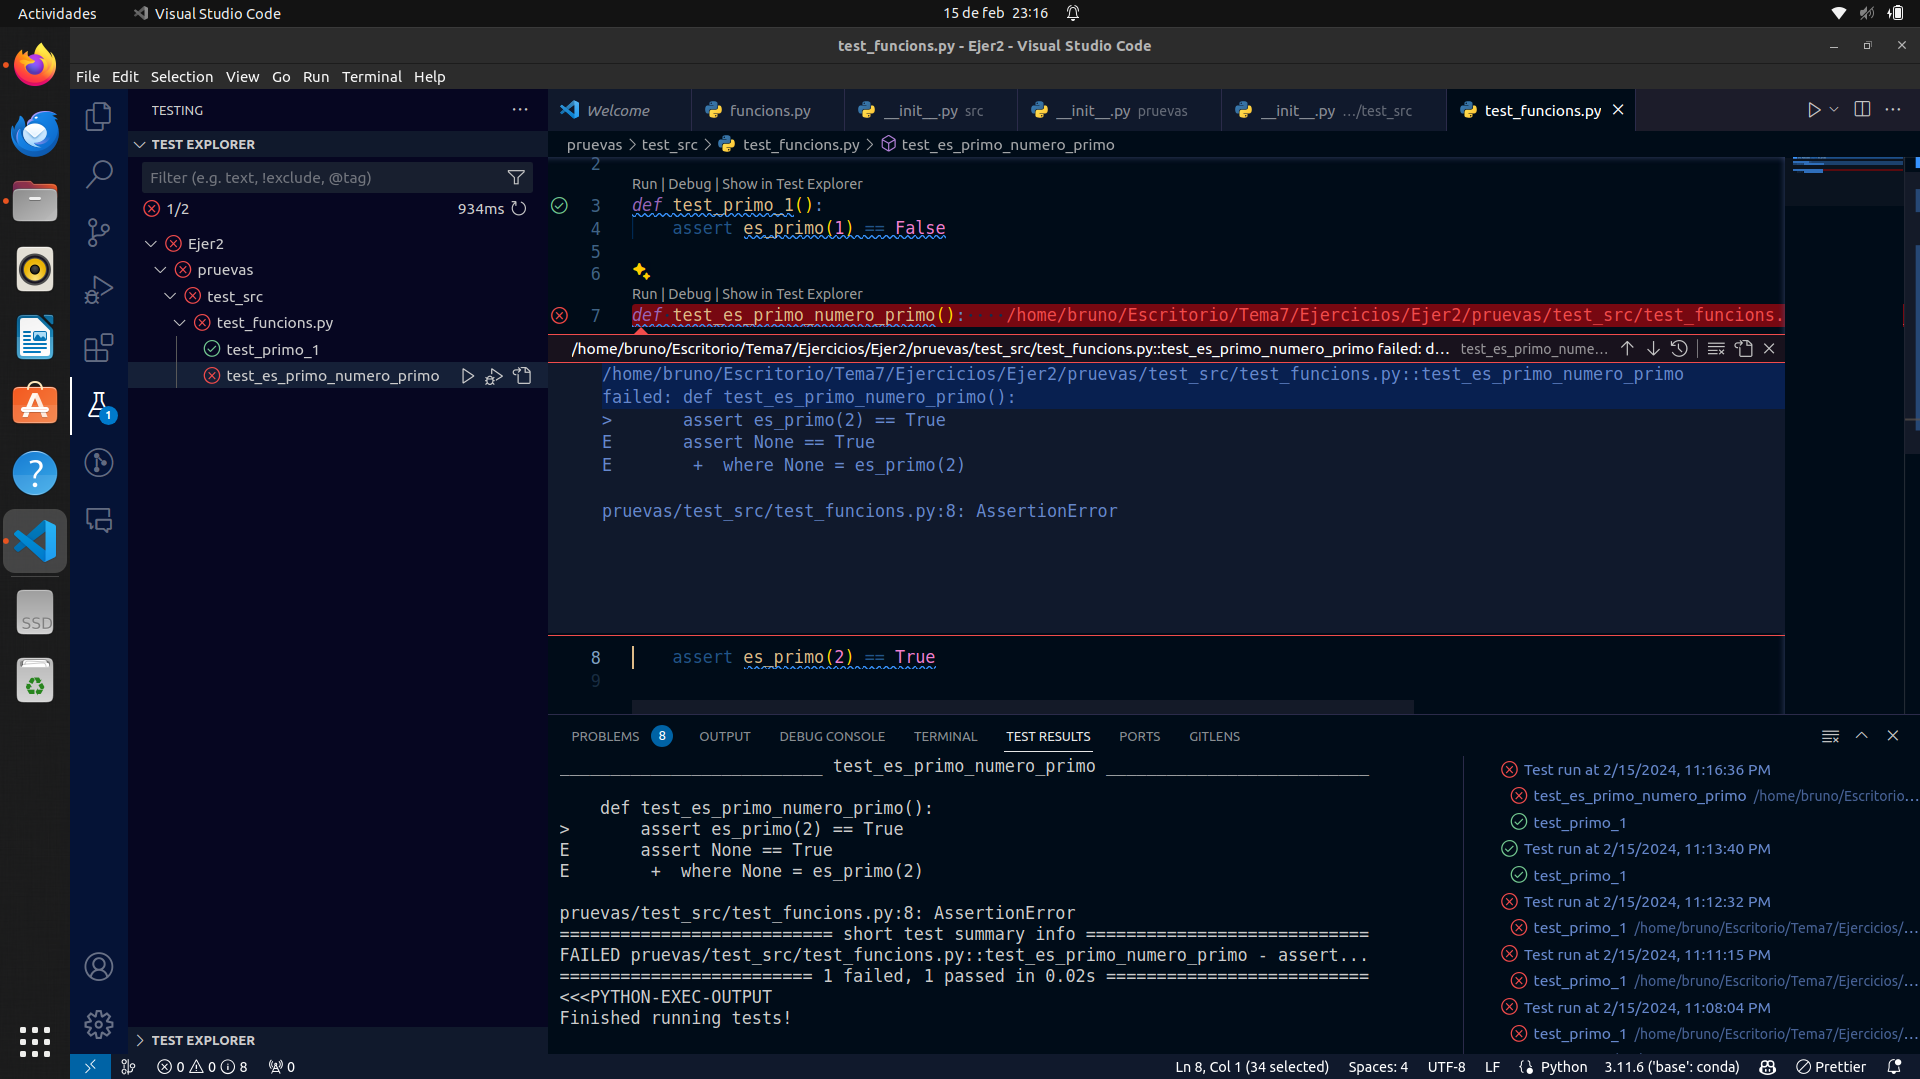 Actividades
Visual Studio Code
15 de feb 23:16
test_funcions.py - Ejer2 - Visual Studio Code
File Edit Selection View Go Run Terminal Help
TESTING
TEST EXPLORER
Filter (e.g. text, !exclude, @tag)
1/2
934ms
Ejer2
pruevas
test_src
test_funcions.py
test_primo_1
test_es_primo_numero_primo
TEST EXPLORER
Welcome
funcions.py
__init__.py src
__init__.py pruevas
__init__.py .../test_src
test_funcions.py
pruevas > test_src > test_funcions.py > test_es_primo_numero_primo
2
Run | Debug | Show in Test Explorer
3 def test_primo_1():
4 assert es_primo(1) == False
5
6
Run | Debug | Show in Test Explorer
7 def test_es_primo_numero_primo(): /home/bruno/Escritorio/Tema7/Ejercicios/Ejer2/pruevas/test_src/test_funcions.
/home/bruno/Escritorio/Tema7/Ejercicios/Ejer2/pruevas/test_src/test_funcions.py::test_es_primo_numero_primo failed: d... test_es_primo_nume...
/home/bruno/Escritorio/Tema7/Ejercicios/Ejer2/pruevas/test_src/test_funcions.py::test_es_primo_numero_primo
failed: def test_es_primo_numero_primo():
> assert es_primo(2) == True
E assert None == True
E + where None = es_primo(2)
pruevas/test_src/test_funcions.py:8: AssertionError
8 assert es_primo(2) == True
9
PROBLEMS 8 OUTPUT DEBUG CONSOLE TERMINAL TEST RESULTS PORTS GITLENS
__________________________ test_es_primo_numero_primo __________________________
def test_es_primo_numero_primo():
> assert es_primo(2) == True
E assert None == True
E + where None = es_primo(2)
pruevas/test_src/test_funcions.py:8: AssertionError
=========================== short test summary info ============================
FAILED pruevas/test_src/test_funcions.py::test_es_primo_numero_primo - assert...
========================= 1 failed, 1 passed in 0.02s ==========================
<<<PYTHON-EXEC-OUTPUT
Finished running tests!
Test run at 2/15/2024, 11:16:36 PM
test_es_primo_numero_primo /home/bruno/Escritorio...
test_primo_1
Test run at 2/15/2024, 11:13:40 PM
test_primo_1
Test run at 2/15/2024, 11:12:32 PM
test_primo_1 /home/bruno/Escritorio/Tema7/Ejercicios/...
Test run at 2/15/2024, 11:11:15 PM
test_primo_1 /home/bruno/Escritorio/Tema7/Ejercicios/...
Test run at 2/15/2024, 11:08:04 PM
test_primo_1 /home/bruno/Escritorio/Tema7/Ejercicios/...
1
SSD
0 0 8 0
Ln 8, Col 1 (34 selected) Spaces: 4 UTF-8 LF Python 3.11.6 ('base': conda) Prettier